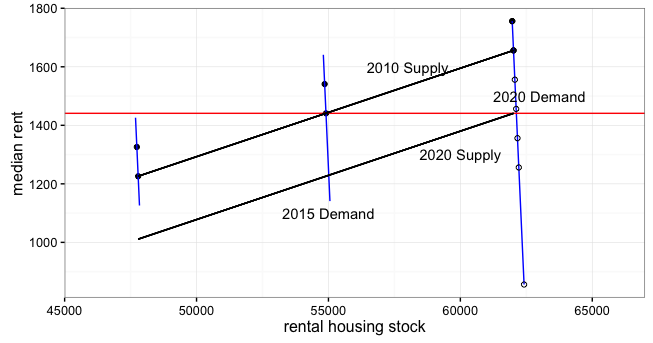 1800
1600
1400
1200
1000
median rent
2010 Supply
2020 Demand
2020 Supply
2015 Demand
45000 50000 55000 60000 65000
rental housing stock